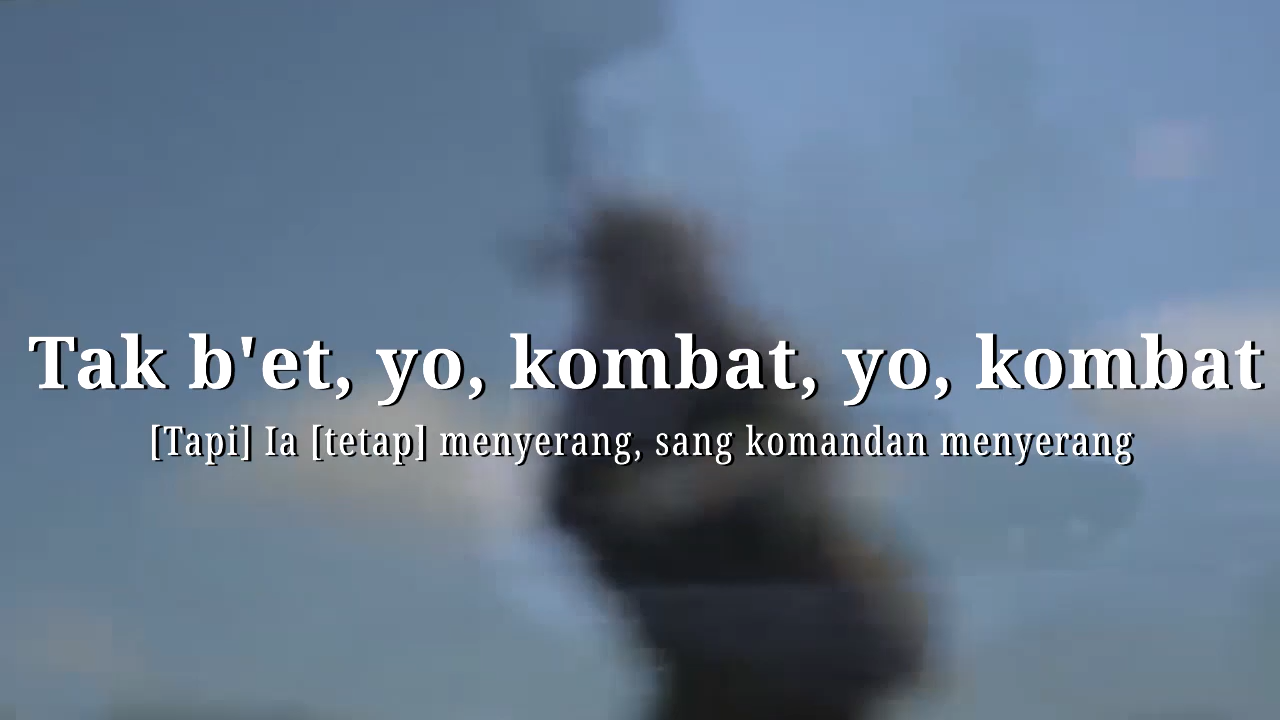 Tak b'et, yo, kombat, yo, kombat
[Tapi] Ia [tetap] menyerang, sang komandan menyerang